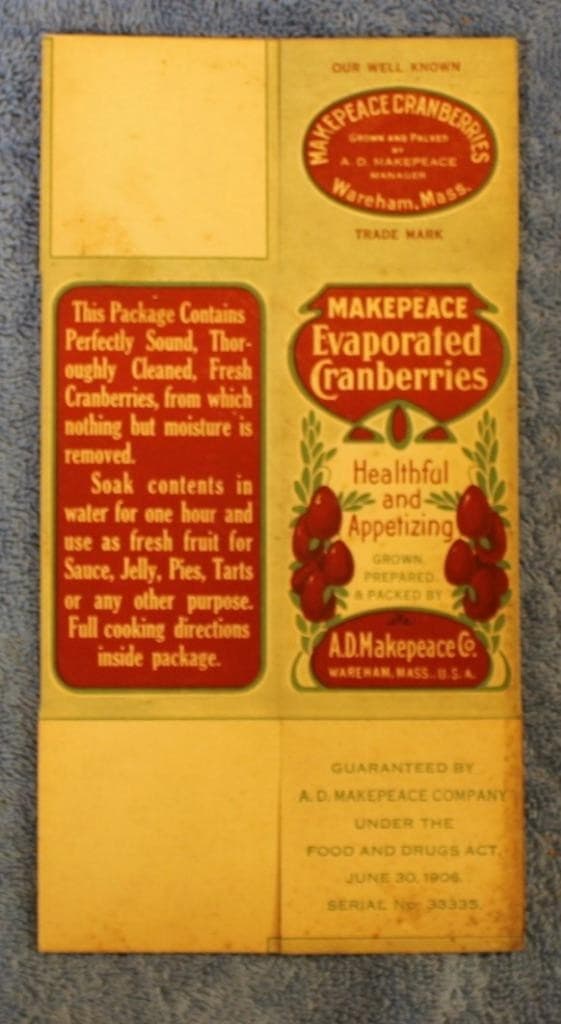 OUR WELL KNOWN
MAKEPEACE CRANBERRIES
GROWN AND PACKED
BY
A. D. MAKEPEACE
MANAGER
Wareham, Mass.
TRADE MARK
This Package Contains
Perfectly Sound, Thor-
oughly Cleaned, Fresh
Cranberries, from which
nothing but moisture is
removed.
Soak contents in
water for one hour and
use as fresh fruit for
Sauce, Jelly, Pies, Tarts
or any other purpose.
Full cooking directions
inside package.
MAKEPEACE
Evaporated
Cranberries
Healthful
and
Appetizing
GROWN,
PREPARED
& PACKED BY
A.D. Makepeace Co.
WAREHAM, MASS. U.S.A.
GUARANTEED BY
A. D. MAKEPEACE COMPANY
UNDER THE
FOOD AND DRUGS ACT,
JUNE 30, 1906.
SERIAL No. 33335.